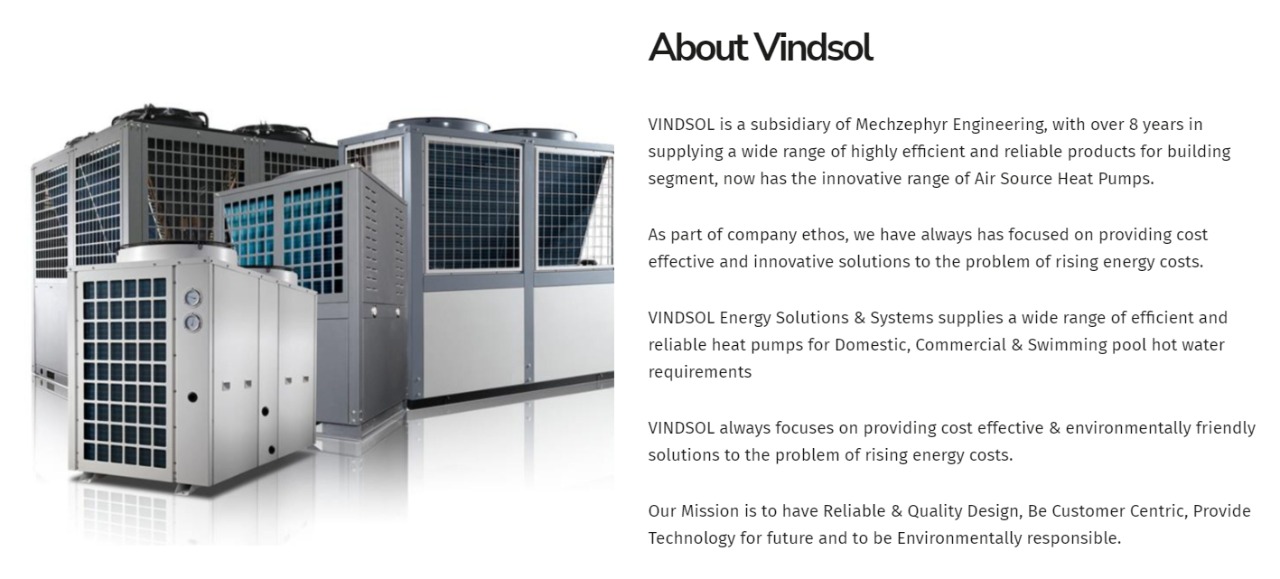 About Vindsol
VINDSOL is a subsidiary of Mechzephyr Engineering, with over 8 years in
supplying a wide range of highly efficient and reliable products for building
segment, now has the innovative range of Air Source Heat Pumps.
As part of company ethos, we have always has focused on providing cost
effective and innovative solutions to the problem of rising energy costs.
VINDSOL Energy Solutions & Systems supplies a wide range of efficient and
reliable heat pumps for Domestic, Commercial & Swimming pool hot water
requirements
VINDSOL always focuses on providing cost effective & environmentally friendly
solutions to the problem of rising energy costs.
Our Mission is to have Reliable & Quality Design, Be Customer Centric, Provide
Technology for future and to be Environmentally responsible.